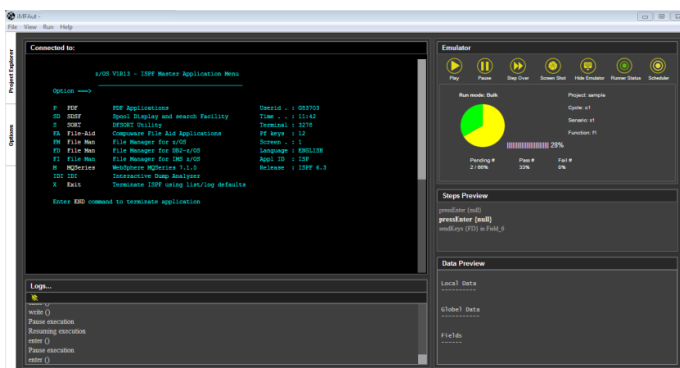 IMFAut -
File View Run Help
Project Explorer
Options
Connected to:
z/OS V1R13 - ISPF Master Application Menu
Option ===>
P PDF PDF Applications Userid . : G83703
SD SDSF Spool Display and search Facility Time . . : 11:42
S SORT DFSORT Utility Terminal : 3278
FA File-Aid Compuware File Aid Applications Pf keys : 12
FM File Man File Manager for z/OS Screen . : 1
FD File Man File Manager for DB2-z/OS Language : ENGLISH
FI File Man File Manager for IMS z/OS Appl ID : ISP
M MQSeries WebSphere MQSeries 7.1.0 Release : ISPF 6.3
IDI IDI Interactive Dump Analyzer
X Exit Terminate ISPF using list/log defaults
Enter END command to terminate application
Logs...
write ()
Pause execution
Resuming execution
enter ()
Pause execution
enter ()
Emulator
Play Pause Step Over Screen Shot Hide Emulator Runner Status Scheduler
Run mode: Bulk
Project: sample
Cycle: s1
Senario: s1
Function: f1
28%
Pending # Pass # Fail #
2 / 66% 33% 0%
Steps Preview
pressEnter {null}
pressEnter {null}
sendKeys {FD} in Field_6
Data Preview
Local Data
----------
Globel Data
-----------
Fields
------